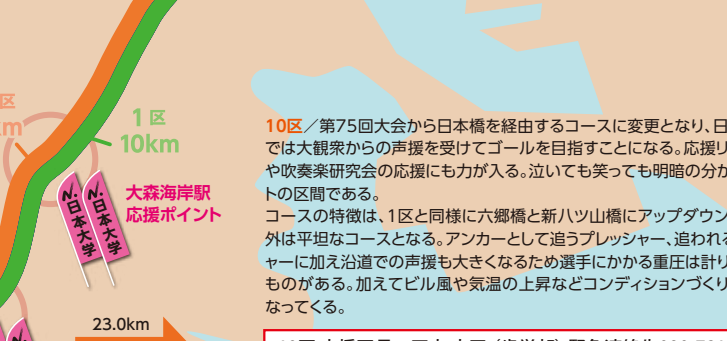 区
m
1 区
10km
大森海岸駅
応援ポイント
N.
日本大学
N.
日本大学
N.
23.0km
10区／第75回大会から日本橋を経由するコースに変更となり、日
では大観衆からの声援を受けてゴールを目指すことになる。応援リ
や吹奏楽研究会の応援にも力が入る。泣いても笑っても明暗の分か
トの区間である。
コースの特徴は、1区と同様に六郷橋と新八ツ山橋にアップダウン
外は平坦なコースとなる。アンカーとして追うプレッシャー、追われる
ャーに加え沿道での声援も大きくなるため選手にかかる重圧は計り
ものがある。加えてビル風や気温の上昇などコンディションづくり
なってくる。